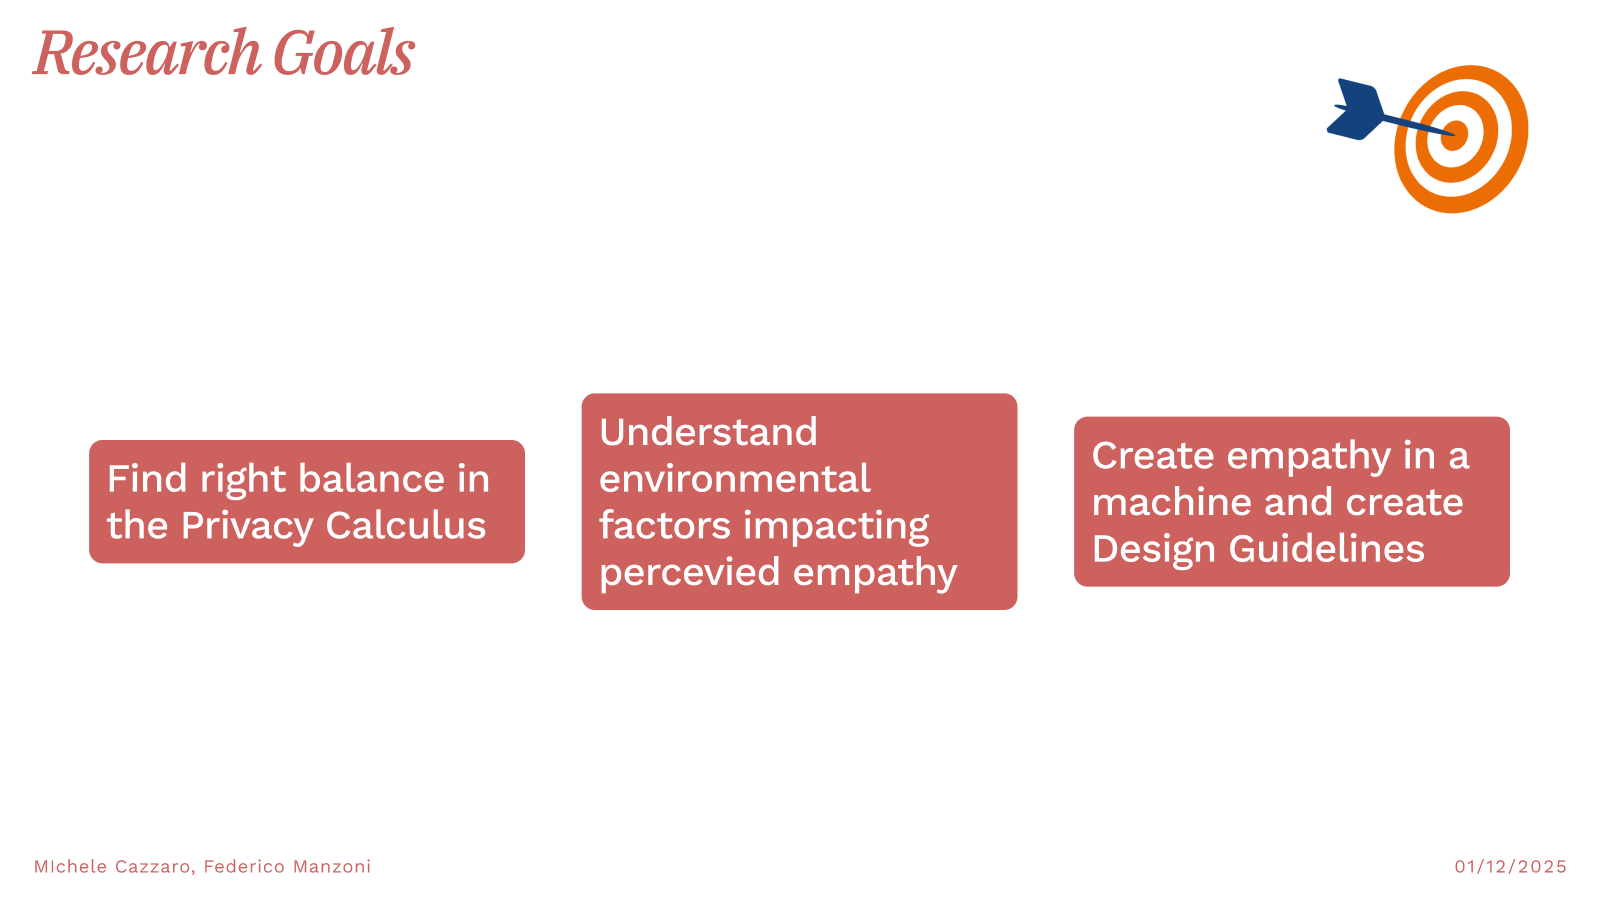 Research Goals
Find right balance in
the Privacy Calculus
Understand
environmental
factors impacting
percevied empathy
Create empathy in a
machine and create
Design Guidelines
MIchele Cazzaro, Federico Manzoni
01/12/2025